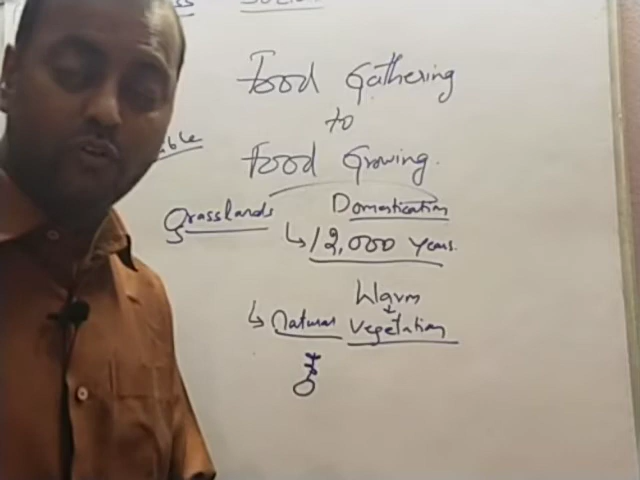 Food Gathering
to
Food Growing.
Grasslands Domestication
↳ 12,000 years.
Warm
↳ Natural Vegetation